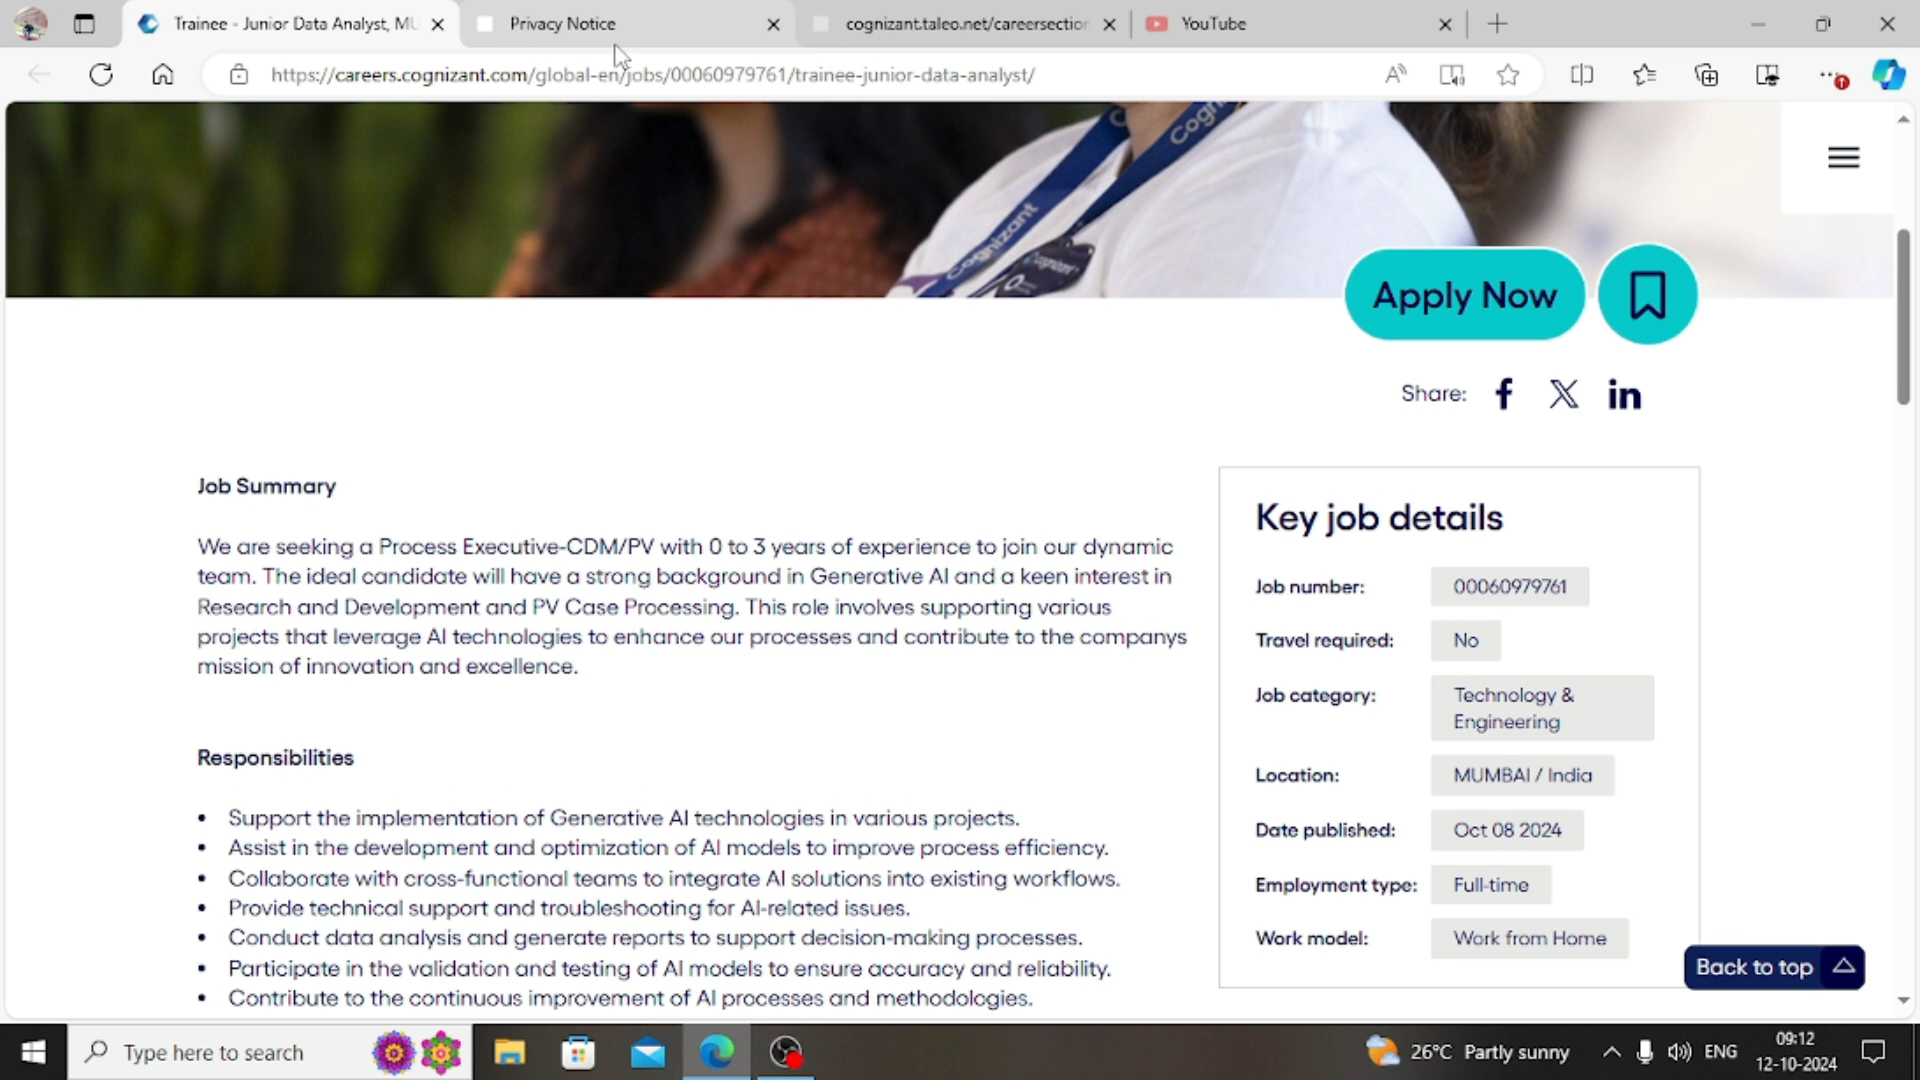 Trainee - Junior Data Analyst, MU
Privacy Notice
cognizant.taleo.net/careersection
YouTube
https://careers.cognizant.com/global-en/jobs/00060979761/trainee-junior-data-analyst/
Cognizant
Cognizant
cognizant
Apply Now
Share:
Job Summary
We are seeking a Process Executive-CDM/PV with 0 to 3 years of experience to join our dynamic
team. The ideal candidate will have a strong background in Generative AI and a keen interest in
Research and Development and PV Case Processing. This role involves supporting various
projects that leverage AI technologies to enhance our processes and contribute to the companys
mission of innovation and excellence.
Responsibilities
• Support the implementation of Generative AI technologies in various projects.
• Assist in the development and optimization of AI models to improve process efficiency.
• Collaborate with cross-functional teams to integrate AI solutions into existing workflows.
• Provide technical support and troubleshooting for AI-related issues.
• Conduct data analysis and generate reports to support decision-making processes.
• Participate in the validation and testing of AI models to ensure accuracy and reliability.
• Contribute to the continuous improvement of AI processes and methodologies.
Key job details
Job number: 00060979761
Travel required: No
Job category: Technology &
Engineering
Location: MUMBAI / India
Date published: Oct 08 2024
Employment type: Full-time
Work model: Work from Home
Back to top
Type here to search
26°C Partly sunny
ENG
09:12
12-10-2024